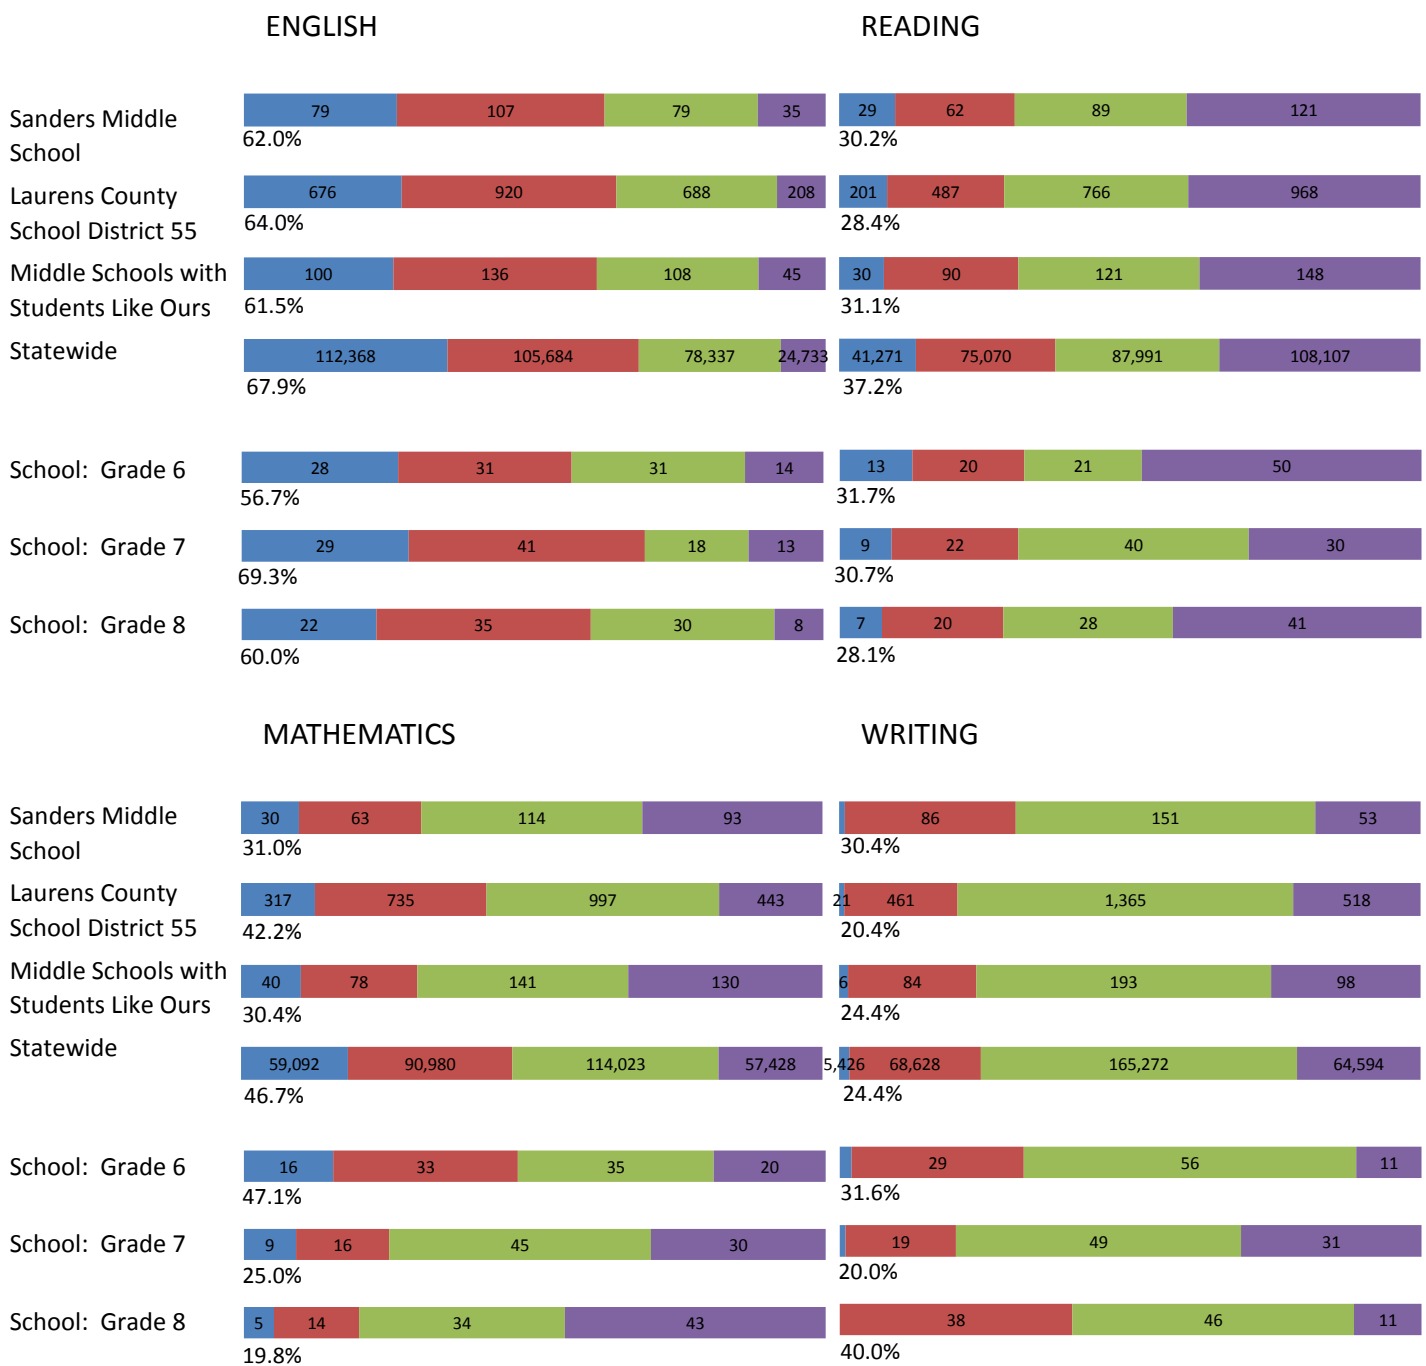 ENGLISH READING
Sanders Middle
School
79 107 79 35
62.0%
29 62 89 121
30.2%
Laurens County
School District 55
676 920 688 208
64.0%
201 487 766 968
28.4%
Middle Schools with
Students Like Ours
100 136 108 45
61.5%
30 90 121 148
31.1%
Statewide
112,368 105,684 78,337 24,733
67.9%
41,271 75,070 87,991 108,107
37.2%
School: Grade 6
28 31 31 14
56.7%
13 20 21 50
31.7%
School: Grade 7
29 41 18 13
69.3%
9 22 40 30
30.7%
School: Grade 8
22 35 30 8
60.0%
7 20 28 41
28.1%
MATHEMATICS WRITING
Sanders Middle
School
30 63 114 93
31.0%
86 151 53
30.4%
Laurens County
School District 55
317 735 997 443
42.2%
21 461 1,365 518
20.4%
Middle Schools with
Students Like Ours
40 78 141 130
30.4%
6 84 193 98
24.4%
Statewide
59,092 90,980 114,023 57,428
46.7%
5,426 68,628 165,272 64,594
24.4%
School: Grade 6
16 33 35 20
47.1%
29 56 11
31.6%
School: Grade 7
9 16 45 30
25.0%
19 49 31
20.0%
School: Grade 8
5 14 34 43
19.8%
38 46 11
40.0%